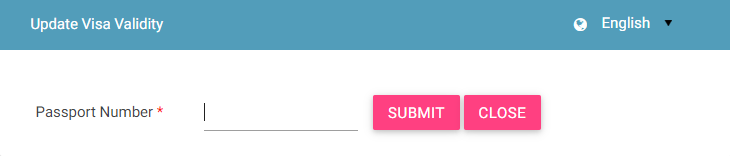 Update Visa Validity English
Passport Number * SUBMIT CLOSE